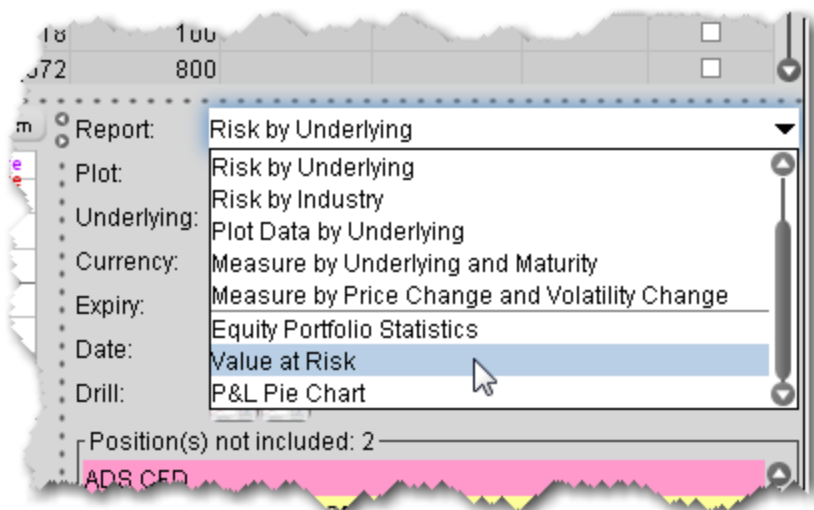 18 100
072 800
m
Report: Risk by Underlying
Plot: Risk by Underlying
Risk by Industry
Underlying: Plot Data by Underlying
Currency: Measure by Underlying and Maturity
Expiry: Measure by Price Change and Volatility Change
Equity Portfolio Statistics
Date: Value at Risk
Drill: P&L Pie Chart
Position(s) not included: 2
ADS CFD